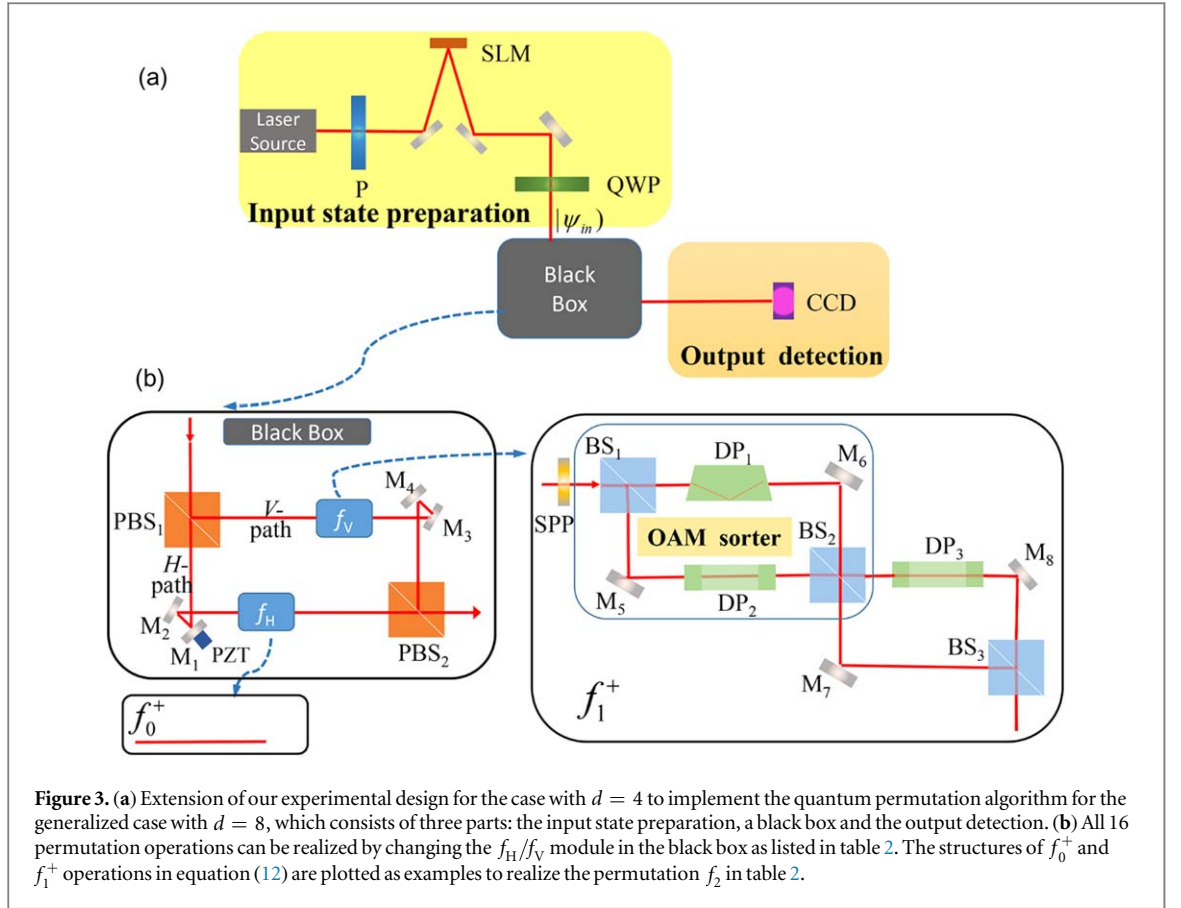 (a)
SLM
Laser
Source
P
QWP
Input state preparation
|ψin)
Black
Box
CCD
Output detection
(b)
Black Box
PBS1
V-
path
fV
M4
M3
H-
path
M2
fH
M1
PZT
PBS2
f0+
BS1
DP1
M6
SPP
OAM sorter
BS2
DP3
M8
M5
DP2
BS3
M7
f1+
Figure 3. (a) Extension of our experimental design for the case with d = 4 to implement the quantum permutation algorithm for the
generalized case with d = 8, which consists of three parts: the input state preparation, a black box and the output detection. (b) All 16
permutation operations can be realized by changing the fH/fV module in the black box as listed in table 2. The structures of f0+ and
f1+ operations in equation (12) are plotted as examples to realize the permutation f2 in table 2.